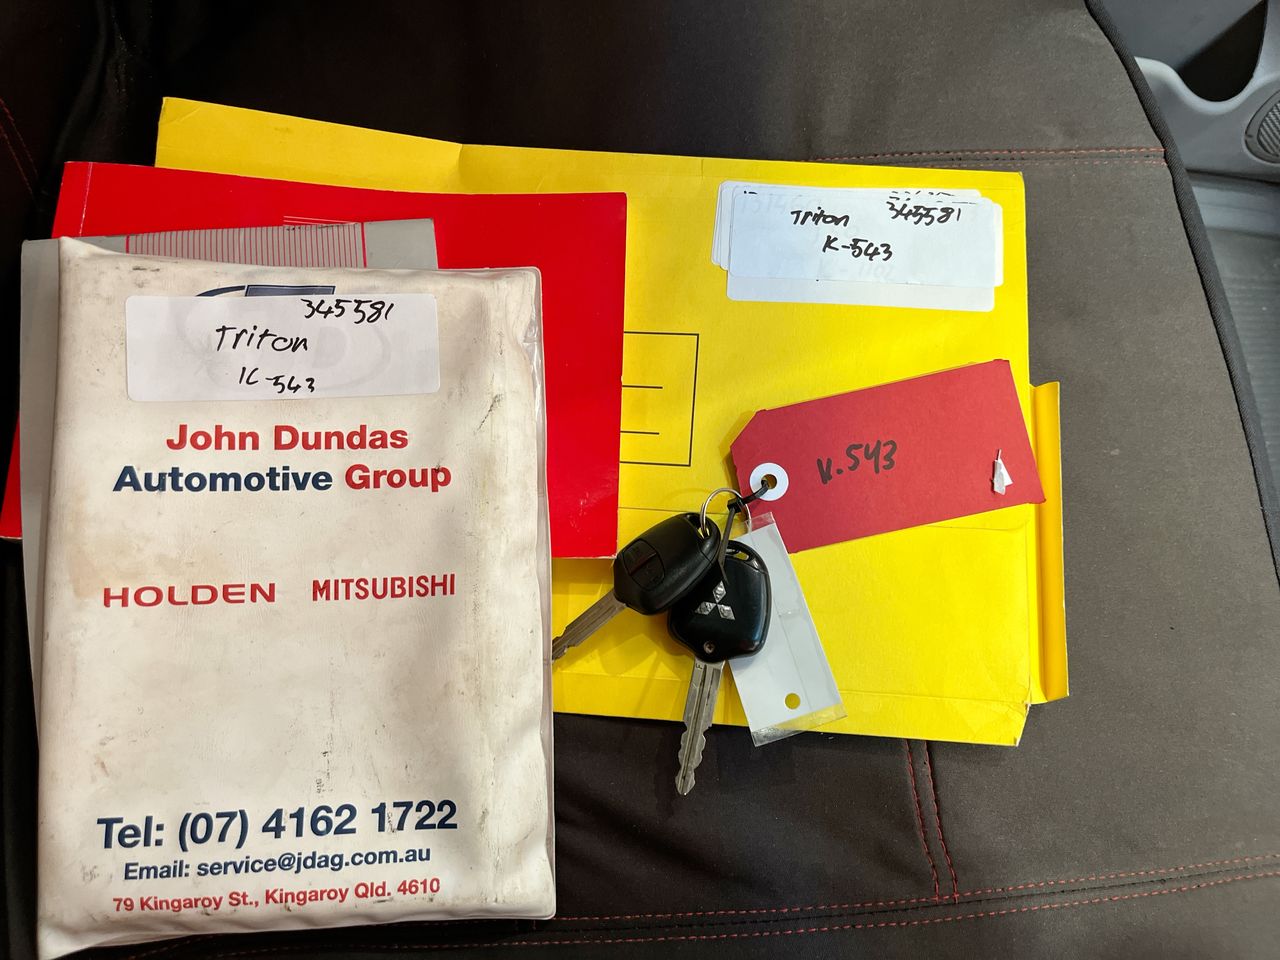 345581
Triton
K-543
John Dundas
Automotive Group
HOLDEN MITSUBISHI
Tel: (07) 4162 1722
Email: service@jdag.com.au
79 Kingaroy St., Kingaroy Qld. 4610
Triton 345581
K-543
K.543